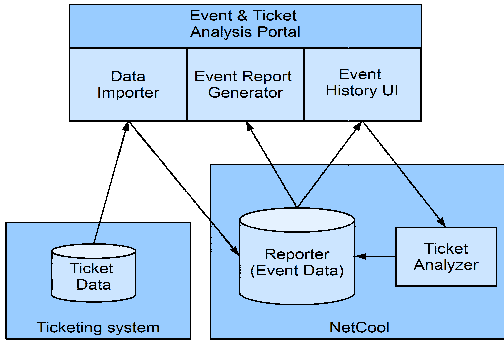 Event & Ticket
Analysis Portal
Data
Importer
Event Report
Generator
Event
History UI
Ticket
Data
Ticketing system
Reporter
(Event Data)
Ticket
Analyzer
NetCool